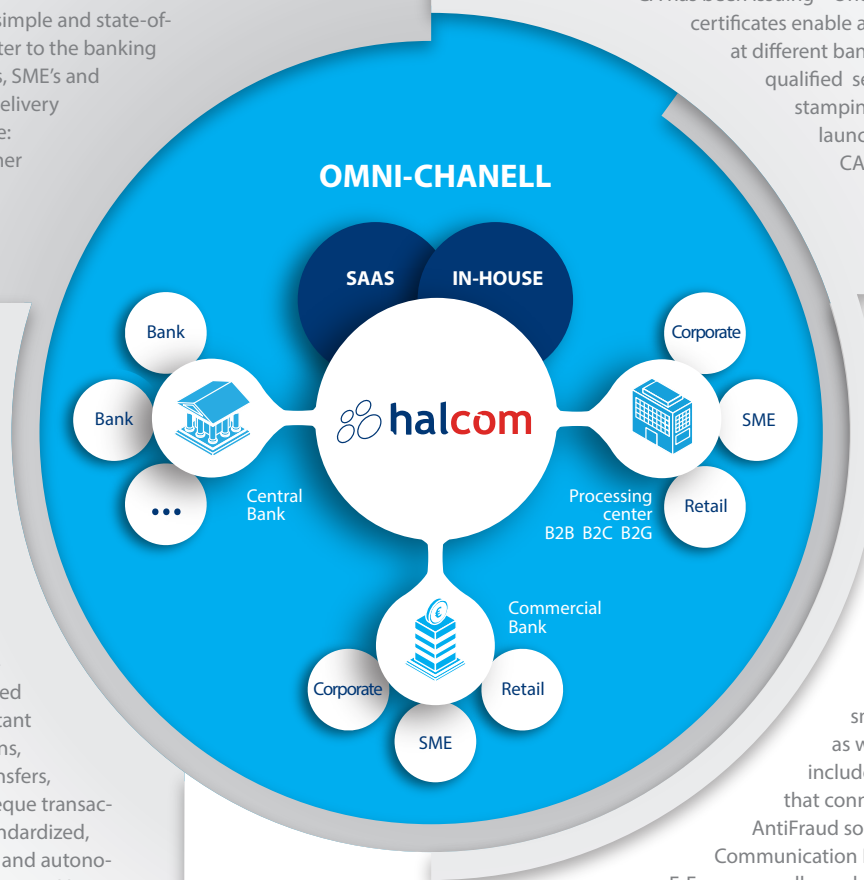 simple and state-of-
ter to the banking
s, SME's and
elivery
e:
ner
certificates enable a
at different ban
qualified se
stampin
launc
CA
OMNI-CHANELL
SAAS
IN-HOUSE
Bank
Bank
...
Central
Bank
halcom
Corporate
SME
Retail
Processing
center
B2B B2C B2G
Commercial
Bank
Corporate
SME
Retail
ed
tant
ns,
nsfers,
eque transac-
ndardized,
and autono-
sm
as w
include
that conn
AntiFraud so
Communication